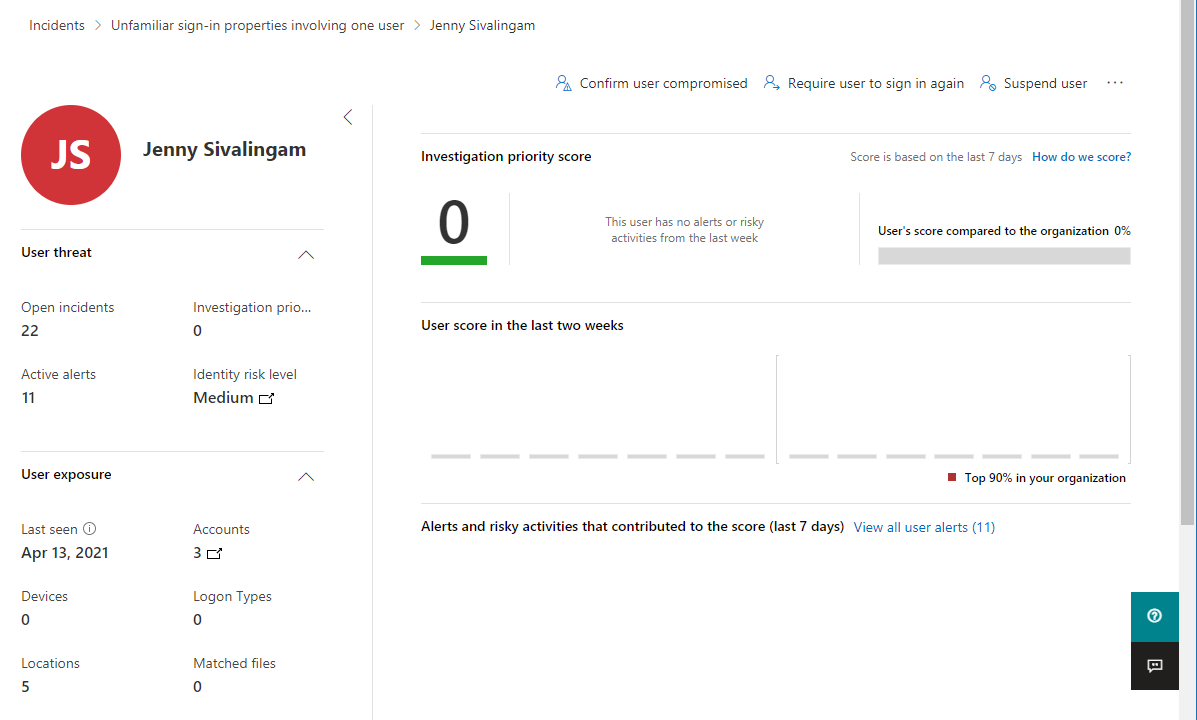 Incidents > Unfamiliar sign-in properties involving one user > Jenny Sivalingam
Confirm user compromised Require user to sign in again Suspend user ...
JS
Jenny Sivalingam
User threat
Open incidents Investigation prio...
22 0
Active alerts Identity risk level
11 Medium
User exposure
Last seen Accounts
Apr 13, 2021 3
Devices Logon Types
0 0
Locations Matched files
5 0
Investigation priority score Score is based on the last 7 days How do we score?
0
This user has no alerts or risky
activities from the last week
User's score compared to the organization 0%
User score in the last two weeks
Top 90% in your organization
Alerts and risky activities that contributed to the score (last 7 days) View all user alerts (11)